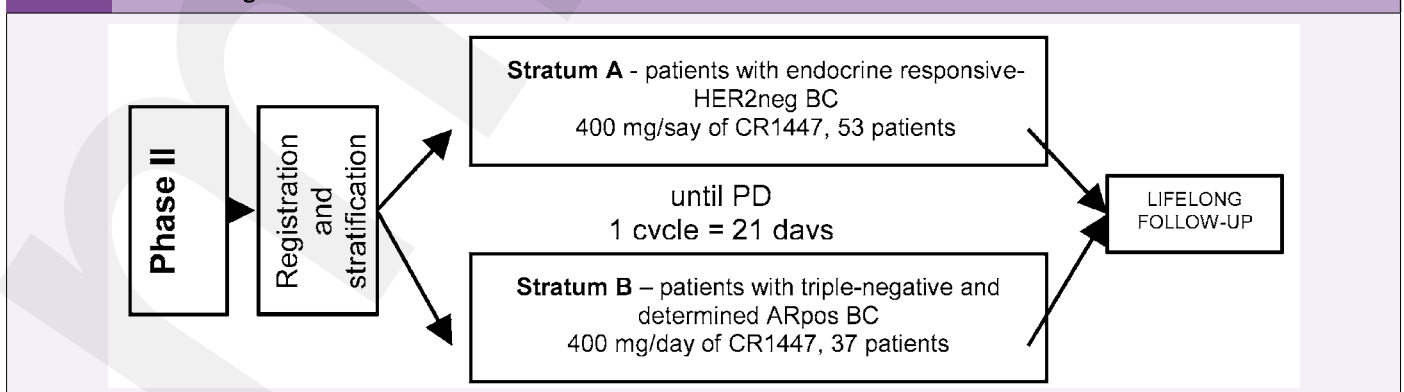 Phase II
Registration
and
stratification
Stratum A - patients with endocrine responsive-
HER2neg BC
400 mg/say of CR1447, 53 patients
until PD
1 cycle = 21 days
Stratum B – patients with triple-negative and
determined ARpos BC
400 mg/day of CR1447, 37 patients
LIFELONG
FOLLOW-UP